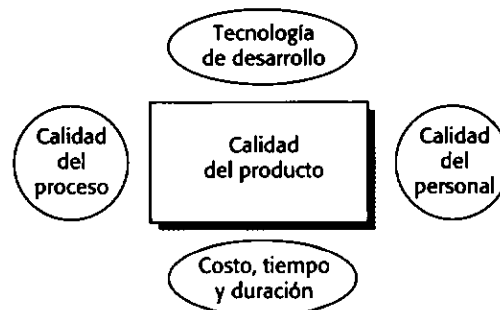 Tecnología
de desarrollo
Calidad
del
proceso
Calidad
del producto
Calidad
del
personal
Costo, tiempo
y duración